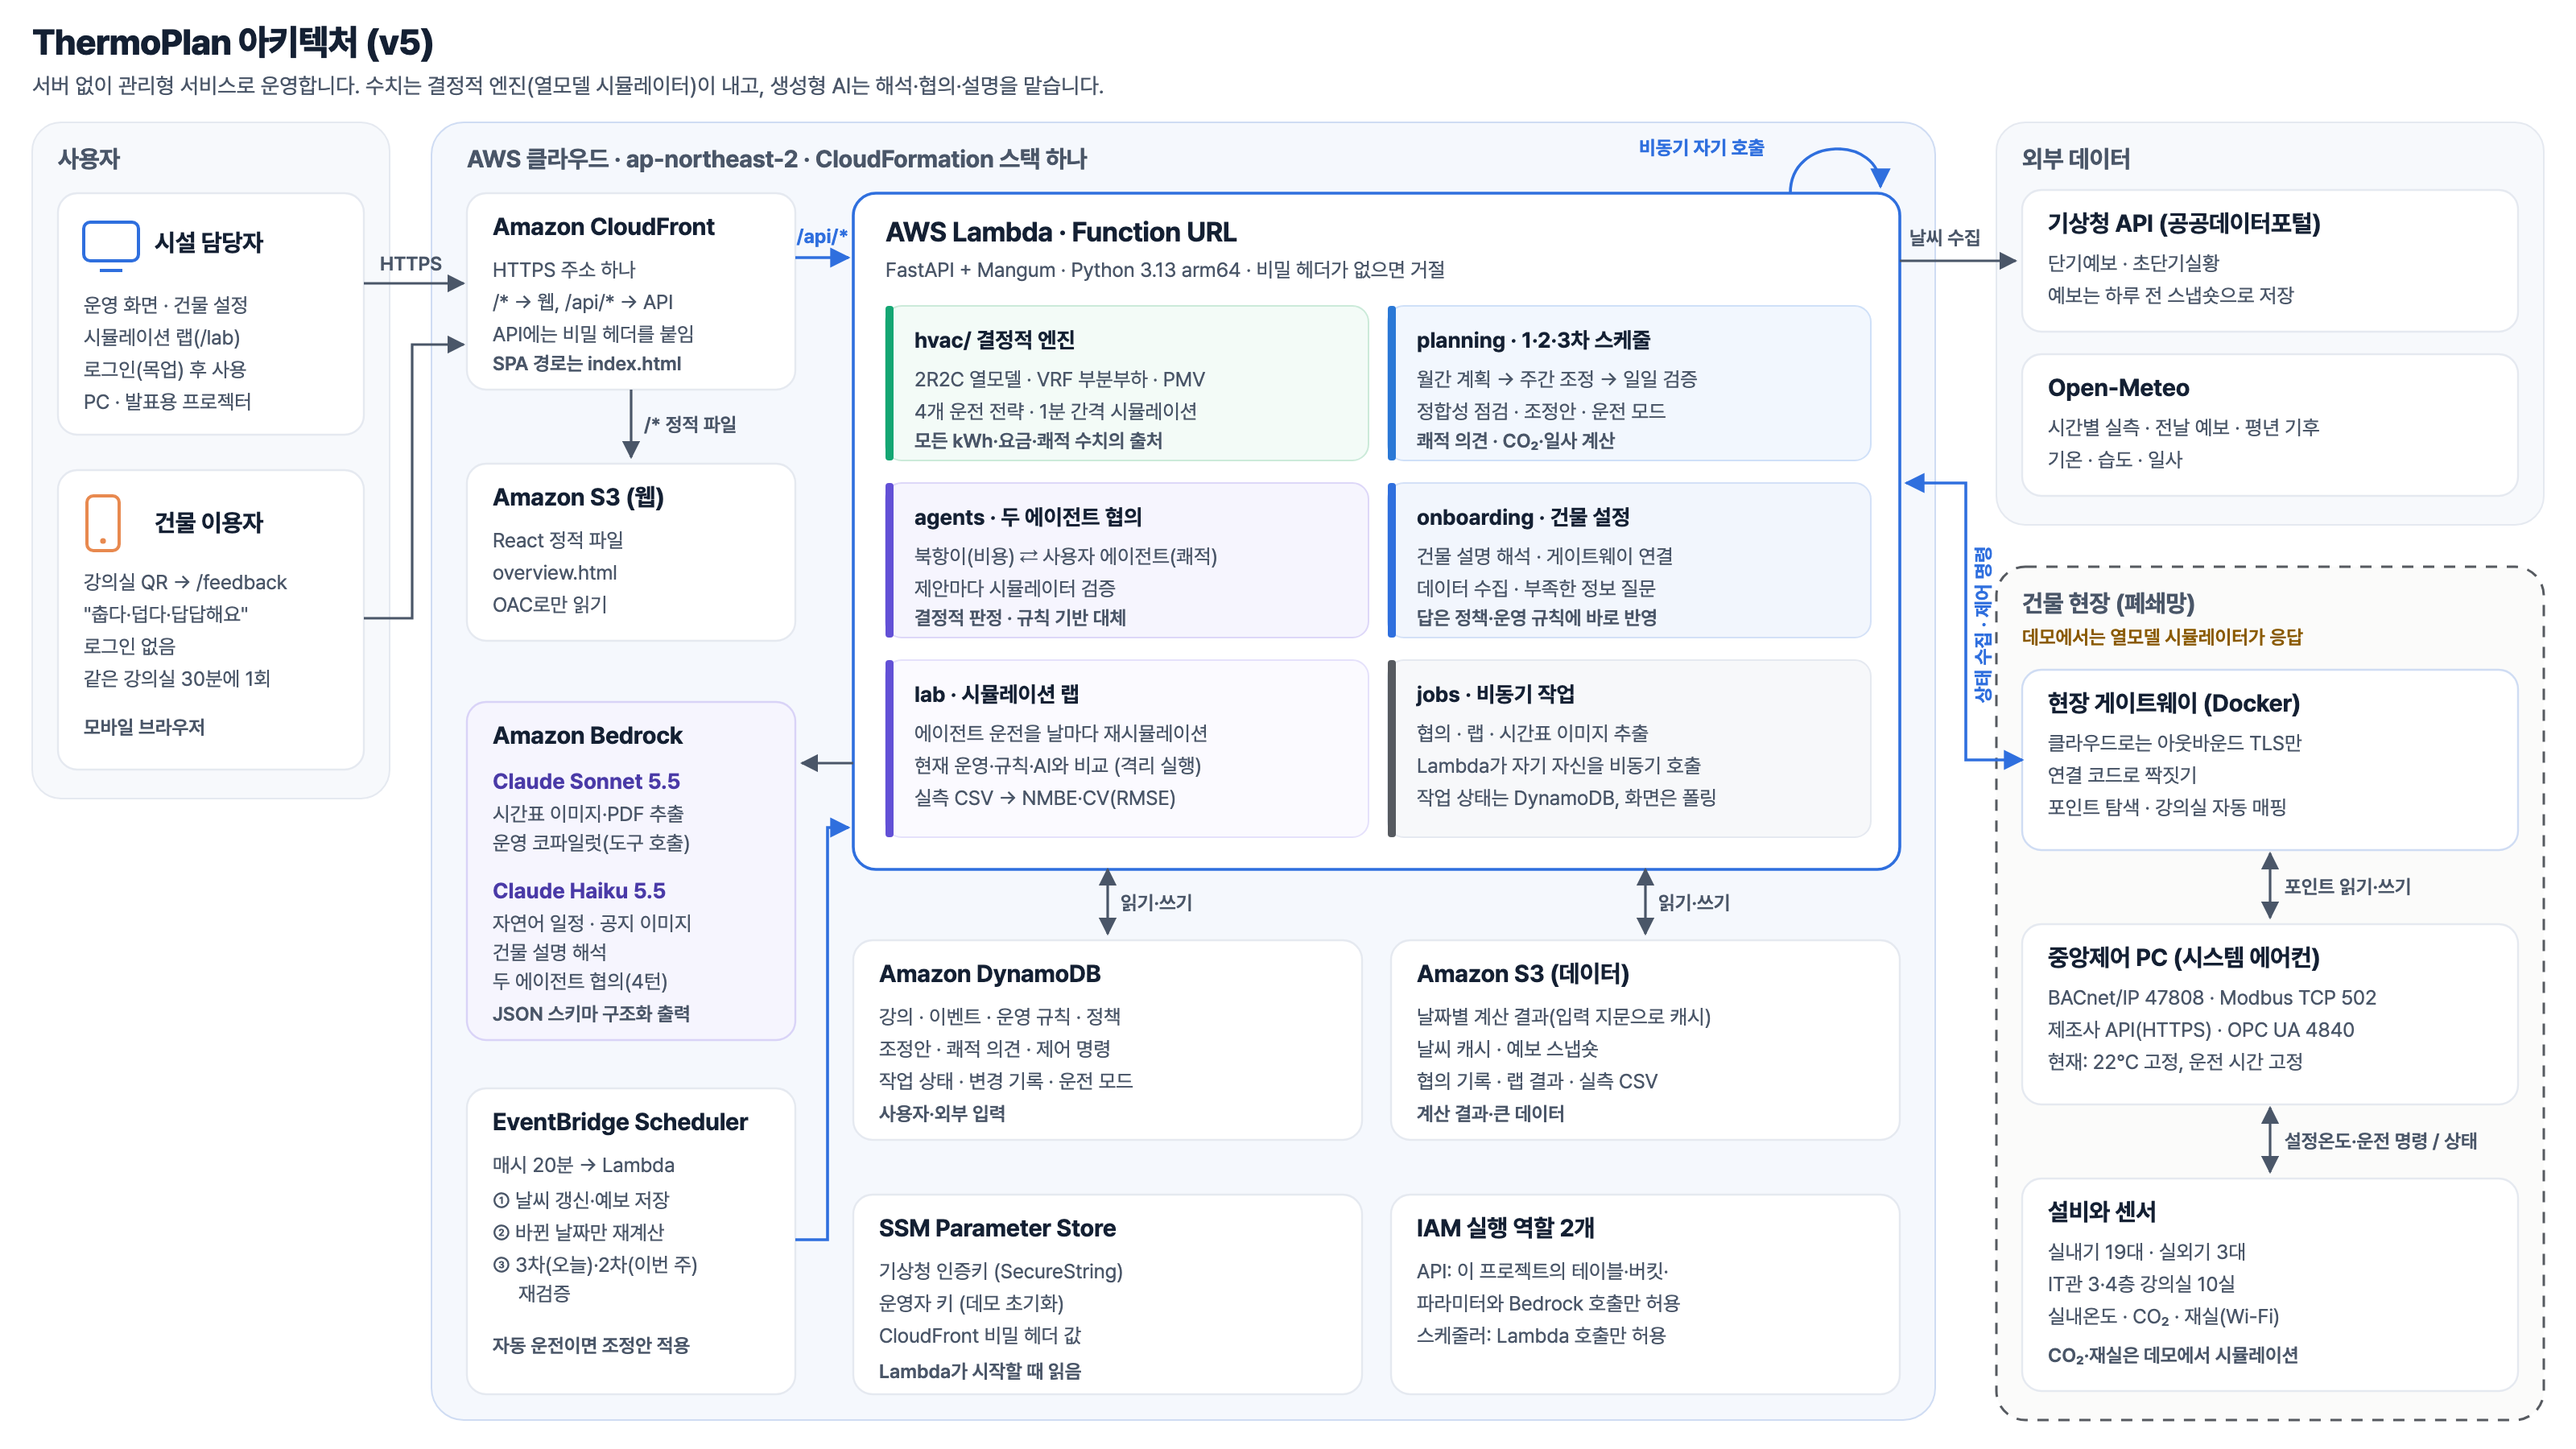 ThermoPlan 아키텍처 (v5)
서버 없이 관리형 서비스로 운영합니다. 수치는 결정적 엔진(열모델 시뮬레이터)이 내고, 생성형 AI는 해석·협의·설명을 맡습니다.
사용자
시설 담당자
운영 화면 · 건물 설정
시뮬레이션 랩(/lab)
로그인(목업) 후 사용
PC · 발표용 프로젝터
건물 이용자
강의실 QR → /feedback
"춥다·덥다·답답해요"
로그인 없음
같은 강의실 30분에 1회
모바일 브라우저
HTTPS
AWS 클라우드 · ap-northeast-2 · CloudFormation 스택 하나
비동기 자기 호출
Amazon CloudFront
HTTPS 주소 하나
/* → 웹, /api/* → API
API에는 비밀 헤더를 붙임
SPA 경로는 index.html
/api/*
/* 정적 파일
Amazon S3 (웹)
React 정적 파일
overview.html
OAC로만 읽기
Amazon Bedrock
Claude Sonnet 5.5
시간표 이미지·PDF 추출
운영 코파일럿(도구 호출)
Claude Haiku 5.5
자연어 일정 · 공지 이미지
건물 설명 해석
두 에이전트 협의(4턴)
JSON 스키마 구조화 출력
EventBridge Scheduler
매시 20분 → Lambda
① 날씨 갱신·예보 저장
② 바뀐 날짜만 재계산
③ 3차(오늘)·2차(이번 주)
재검증
자동 운전이면 조정안 적용
AWS Lambda · Function URL
FastAPI + Mangum · Python 3.13 arm64 · 비밀 헤더가 없으면 거절
hvac/ 결정적 엔진
2R2C 열모델 · VRF 부분부하 · PMV
4개 운전 전략 · 1분 간격 시뮬레이션
모든 kWh·요금·쾌적 수치의 출처
planning · 1·2·3차 스케줄
월간 계획 → 주간 조정 → 일일 검증
정합성 점검 · 조정안 · 운전 모드
쾌적 의견 · CO₂·일사 계산
agents · 두 에이전트 협의
북항이(비용) ⇄ 사용자 에이전트(쾌적)
제안마다 시뮬레이터 검증
결정적 판정 · 규칙 기반 대체
onboarding · 건물 설정
건물 설명 해석 · 게이트웨이 연결
데이터 수집 · 부족한 정보 질문
답은 정책·운영 규칙에 바로 반영
lab · 시뮬레이션 랩
에이전트 운전을 날마다 재시뮬레이션
현재 운영·규칙·AI와 비교 (격리 실행)
실측 CSV → NMBE·CV(RMSE)
jobs · 비동기 작업
협의 · 랩 · 시간표 이미지 추출
Lambda가 자기 자신을 비동기 호출
작업 상태는 DynamoDB, 화면은 폴링
읽기·쓰기
읽기·쓰기
Amazon DynamoDB
강의 · 이벤트 · 운영 규칙 · 정책
조정안 · 쾌적 의견 · 제어 명령
작업 상태 · 변경 기록 · 운전 모드
사용자·외부 입력
Amazon S3 (데이터)
날짜별 계산 결과(입력 지문으로 캐시)
날씨 캐시 · 예보 스냅숏
협의 기록 · 랩 결과 · 실측 CSV
계산 결과·큰 데이터
SSM Parameter Store
기상청 인증키 (SecureString)
운영자 키 (데모 초기화)
CloudFront 비밀 헤더 값
Lambda가 시작할 때 읽음
IAM 실행 역할 2개
API: 이 프로젝트의 테이블·버킷·
파라미터와 Bedrock 호출만 허용
스케줄러: Lambda 호출만 허용
날씨 수집
상태 수집 · 제어 명령
외부 데이터
기상청 API (공공데이터포털)
단기예보 · 초단기실황
예보는 하루 전 스냅숏으로 저장
Open-Meteo
시간별 실측 · 전날 예보 · 평년 기후
기온 · 습도 · 일사
건물 현장 (폐쇄망)
데모에서는 열모델 시뮬레이터가 응답
현장 게이트웨이 (Docker)
클라우드로는 아웃바운드 TLS만
연결 코드로 짝짓기
포인트 탐색 · 강의실 자동 매핑
포인트 읽기·쓰기
중앙제어 PC (시스템 에어컨)
BACnet/IP 47808 · Modbus TCP 502
제조사 API(HTTPS) · OPC UA 4840
현재: 22°C 고정, 운전 시간 고정
설정온도·운전 명령 / 상태
설비와 센서
실내기 19대 · 실외기 3대
IT관 3·4층 강의실 10실
실내온도 · CO₂ · 재실(Wi-Fi)
CO₂·재실은 데모에서 시뮬레이션